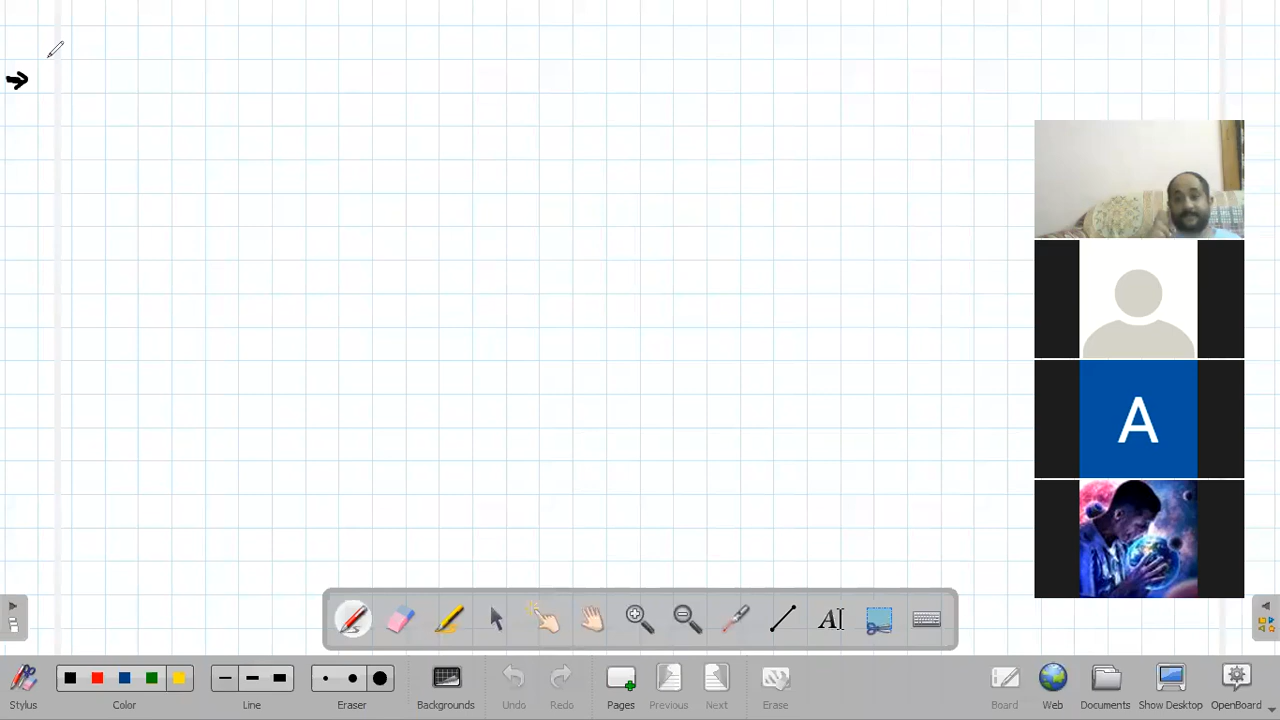 A
A
Stylus
Color
Line
Eraser
Backgrounds
Undo
Redo
Pages
Previous
Next
Erase
Board
Web
Documents
Show Desktop
OpenBoard